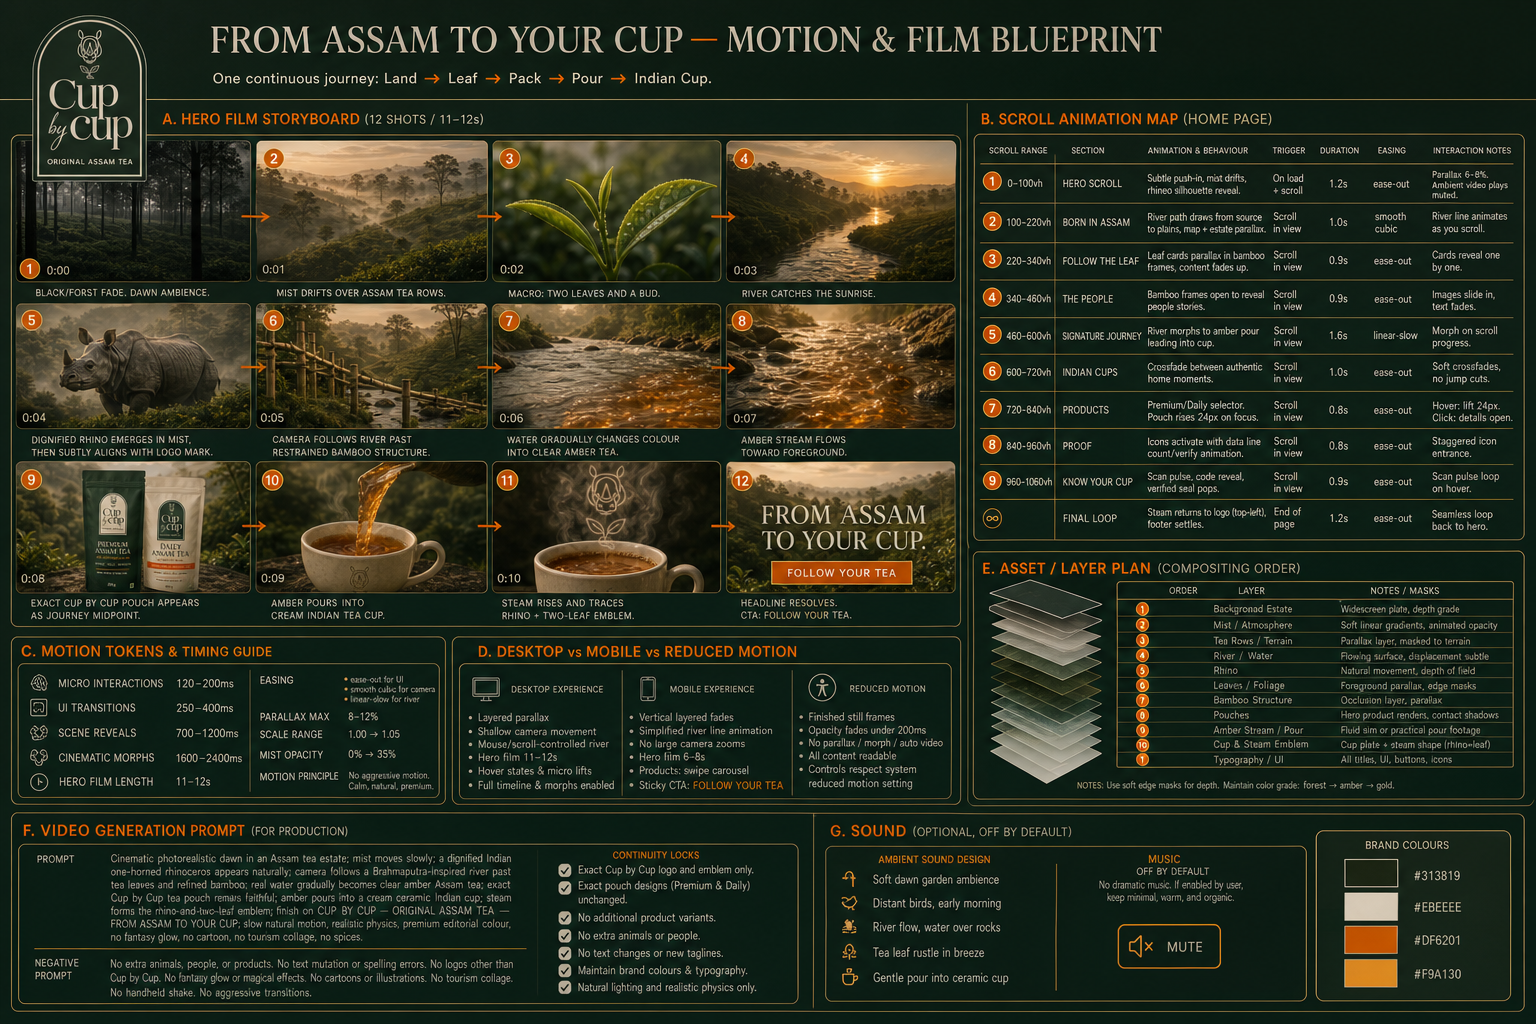 Cup
by
cup
ORIGINAL ASSAM TEA
FROM ASSAM TO YOUR CUP — MOTION & FILM BLUEPRINT
One continuous journey: Land → Leaf → Pack → Pour → Indian Cup.
A. HERO FILM STORYBOARD (12 SHOTS / 11–12s)
1 0:00
BLACK/FORST FADE. DAWN AMBIENCE.
2
0:01
MIST DRIFTS OVER ASSAM TEA ROWS.
3
0:02
MACRO: TWO LEAVES AND A BUD.
4
0:03
RIVER CATCHES THE SUNRISE.
5
0:04
DIGNIFIED RHINO EMERGES IN MIST,
THEN SUBTLY ALIGNS WITH LOGO MARK.
6
0:05
CAMERA FOLLOWS RIVER PAST
RESTRAINED BAMBOO STRUCTURE.
7
0:06
WATER GRADUALLY CHANGES COLOUR
INTO CLEAR AMBER TEA.
8
0:07
AMBER STREAM FLOWS
TOWARD FOREGROUND.
9
Cup
by
cup
PREMIUM
ASSAM TEA
Cup
by
cup
DAILY
ASSAM TEA
0:08
EXACT CUP BY CUP POUCH APPEARS
AS JOURNEY MIDPOINT.
10
0:09
AMBER POURS INTO
CREAM INDIAN TEA CUP.
11
0:10
STEAM RISES AND TRACES
RHINO + TWO-LEAF EMBLEM.
12
FROM ASSAM
TO YOUR CUP.
FOLLOW YOUR TEA
HEADLINE RESOLVES.
CTA: FOLLOW YOUR TEA.
B. SCROLL ANIMATION MAP (HOME PAGE)
SCROLL RANGE SECTION ANIMATION & BEHAVIOUR TRIGGER DURATION EASING INTERACTION NOTES
1 0–100vh HERO SCROLL Subtle push-in, mist drifts, rhineo silhouette reveal. On load + scroll 1.2s ease-out Parallax 6–8%. Ambient video plays muted.
2 100–220vh BORN IN ASSAM River path draws from source to plains, map + estate parallax. Scroll in view 1.0s smooth cubic River line animates as you scroll.
3 220–340vh FOLLOW THE LEAF Leaf cards parallax in bamboo frames, content fades up. Scroll in view 0.9s ease-out Cards reveal one by one.
4 340–460vh THE PEOPLE Bamboo frames open to reveal people stories. Scroll in view 0.9s ease-out Images slide in, text fades.
5 460–600vh SIGNATURE JOURNEY River morphs to amber pour leading into cup. Scroll in view 1.6s linear-slow Morph on scroll progress.
6 600–720vh INDIAN CUPS Crossfade between authentic home moments. Scroll in view 1.0s ease-out Soft crossfades, no jump cuts.
7 720–840vh PRODUCTS Premium/Daily selector. Pouch rises 24px on focus. Scroll in view 0.8s ease-out Hover: lift 24px. Click: details open.
8 840–960vh PROOF Icons activate with data line count/verify animation. Scroll in view 0.8s ease-out Staggered icon entrance.
9 960–1060vh KNOW YOUR CUP Scan pulse, code reveal, verified seal pops. Scroll in view 0.9s ease-out Scan pulse loop on hover.
∞ FINAL LOOP Steam returns to logo (top-left), footer settles. End of page 1.2s ease-out Seamless loop back to hero.
C. MOTION TOKENS & TIMING GUIDE
MICRO INTERACTIONS 120–200ms
UI TRANSITIONS 250–400ms
SCENE REVEALS 700–1200ms
CINEMATIC MORPHS 1600–2400ms
HERO FILM LENGTH 11–12s
EASING
• ease-out for UI
• smooth cubic for camera
• linear-slow for river
PARALLAX MAX 8–12%
SCALE RANGE 1.00 → 1.05
MIST OPACITY 0% → 35%
MOTION PRINCIPLE No aggressive motion.
Calm, natural, premium.
D. DESKTOP vs MOBILE vs REDUCED MOTION
DESKTOP EXPERIENCE
• Layered parallax
• Shallow camera movement
• Mouse/scroll-controlled river
• Hero film 11–12s
• Hover states & micro lifts
• Full timeline & morphs enabled
MOBILE EXPERIENCE
• Vertical layered fades
• Simplified river line animation
• No large camera zooms
• Hero film 6–8s
• Products: swipe carousel
• Sticky CTA: FOLLOW YOUR TEA
REDUCED MOTION
• Finished still frames
• Opacity fades under 200ms
• No parallax / morph / auto video
• All content readable
• Controls respect system
reduced motion setting
E. ASSET / LAYER PLAN (COMPOSITING ORDER)
ORDER LAYER NOTES / MASKS
1 Backgronad Estate Widescreen plate, depth grade
2 Mist / Atmosphere Soft linear gradients, animated opacity
3 Tea Rows / Terrain Parallax layer, masked to terrain
4 River / Water Flowing surface, displacement subtle
5 Rhino Natural movement, depth of field
6 Leaves / Foliage Foreground parallax, edge masks
7 Bamboo Structure Occlusion layer, parallax
8 Pouches Hero product renders, contact shadows
9 Amber Stream / Pour Fluid sim or practical pour footage
10 Cup & Steam Emblem Cup plate + steam shape (rhino+leaf)
1 Typography / UI All titles, UI, buttons, icons
NOTES: Use soft edge masks for depth. Maintain color grade: forest → amber → gold.
F. VIDEO GENERATION PROMPT (FOR PRODUCTION)
PROMPT
Cinematic photorealistic dawn in an Assam tea estate; mist moves slowly; a dignified Indian
one-horned rhinoceros appears naturally; camera follows a Brahmaputra-inspired river past
tea leaves and refined bamboo; real water gradually becomes clear amber Assam tea; exact
Cup by Cup tea pouch remains faithful; amber pours into a cream ceramic Indian cup; steam
forms the rhino-and-two-leaf emblem; finish on CUP BY CUP — ORIGINAL ASSAM TEA —
FROM ASSAM TO YOUR CUP; slow natural motion, realistic physics, premium editorial colour,
no fantasy glow, no cartoon, no tourism collage, no spices.
NEGATIVE
PROMPT
No extra animals, people, or products. No text mutation or spelling errors. No logos other than
Cup by Cup. No fantasy glow or magical effects. No cartoons or illustrations. No tourism collage.
No handheld shake. No aggressive transitions.
CONTINUITY LOCKS
Exact Cup by Cup logo and emblem only.
Exact pouch designs (Premium & Daily)
unchanged.
No additional product variants.
No extra animals or people.
No text changes or new taglines.
Maintain brand colours & typography.
Natural lighting and realistic physics only.
G. SOUND (OPTIONAL, OFF BY DEFAULT)
AMBIENT SOUND DESIGN
Soft dawn garden ambience
Distant birds, early morning
River flow, water over rocks
Tea leaf rustle in breeze
Gentle pour into ceramic cup
MUSIC
OFF BY DEFAULT
No dramatic music. If enabled by user,
keep minimal, warm, and organic.
MUTE
BRAND COLOURS
#313819
#EBEEEE
#DF6201
#F9A130